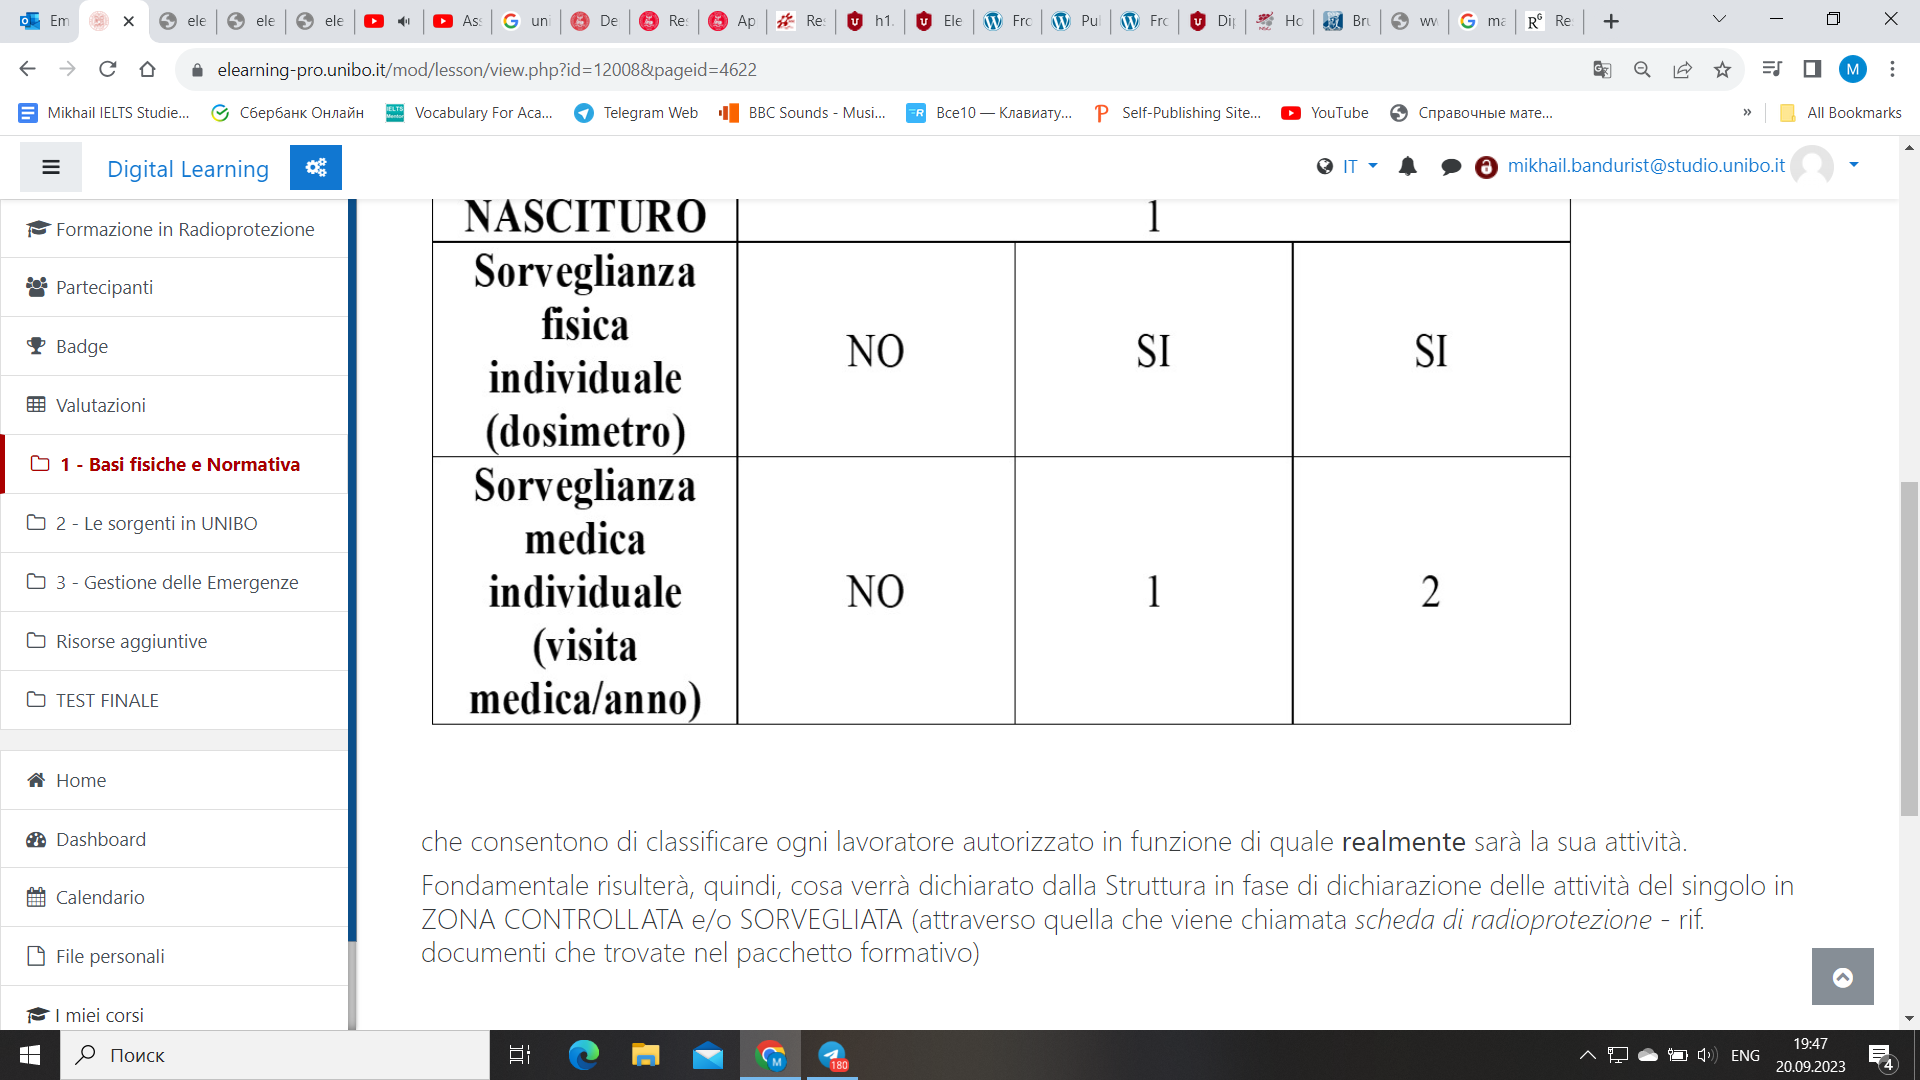 Em
ele
ele
ele
Ass
uni
De
Re:
Ap
Re:
h1.
Ele
Frc
Pul
Frc
Dip
Ho
Bru
ww
ma
Re:
elearning-pro.unibo.it/mod/lesson/view.php?id=12008&pageid=4622
M
Mikhail IELTS Studie...
Сбербанк Онлайн
Vocabulary For Aca...
Telegram Web
BBC Sounds - Musi...
Все10 — Клавиату...
Self-Publishing Site...
YouTube
Справочные мате...
»
All Bookmarks
Digital Learning
IT
mikhail.bandurist@studio.unibo.it
Formazione in Radioprotezione
Partecipanti
Badge
Valutazioni
1 - Basi fisiche e Normativa
2 - Le sorgenti in UNIBO
3 - Gestione delle Emergenze
Risorse aggiuntive
TEST FINALE
Home
Dashboard
Calendario
File personali
I miei corsi
NASCITURO 1
Sorveglianza
fisica
individuale
(dosimetro)
NO SI SI
Sorveglianza
medica
individuale
(visita
medica/anno)
NO 1 2
che consentono di classificare ogni lavoratore autorizzato in funzione di quale realmente sarà la sua attività.
Fondamentale risulterà, quindi, cosa verrà dichiarato dalla Struttura in fase di dichiarazione delle attività del singolo in
ZONA CONTROLLATA e/o SORVEGLIATA (attraverso quella che viene chiamata scheda di radioprotezione - rif.
documenti che trovate nel pacchetto formativo)
Поиск
M
180
ENG
19:47
20.09.2023
4